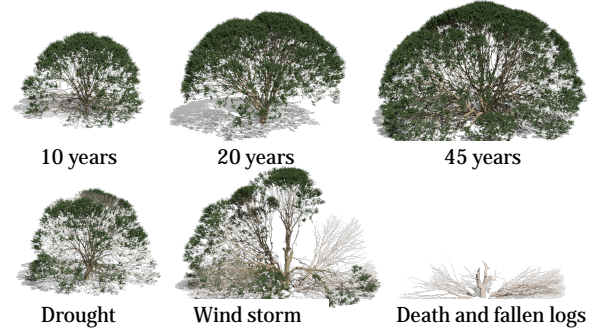 10 years
20 years
45 years
Drought
Wind storm
Death and fallen logs